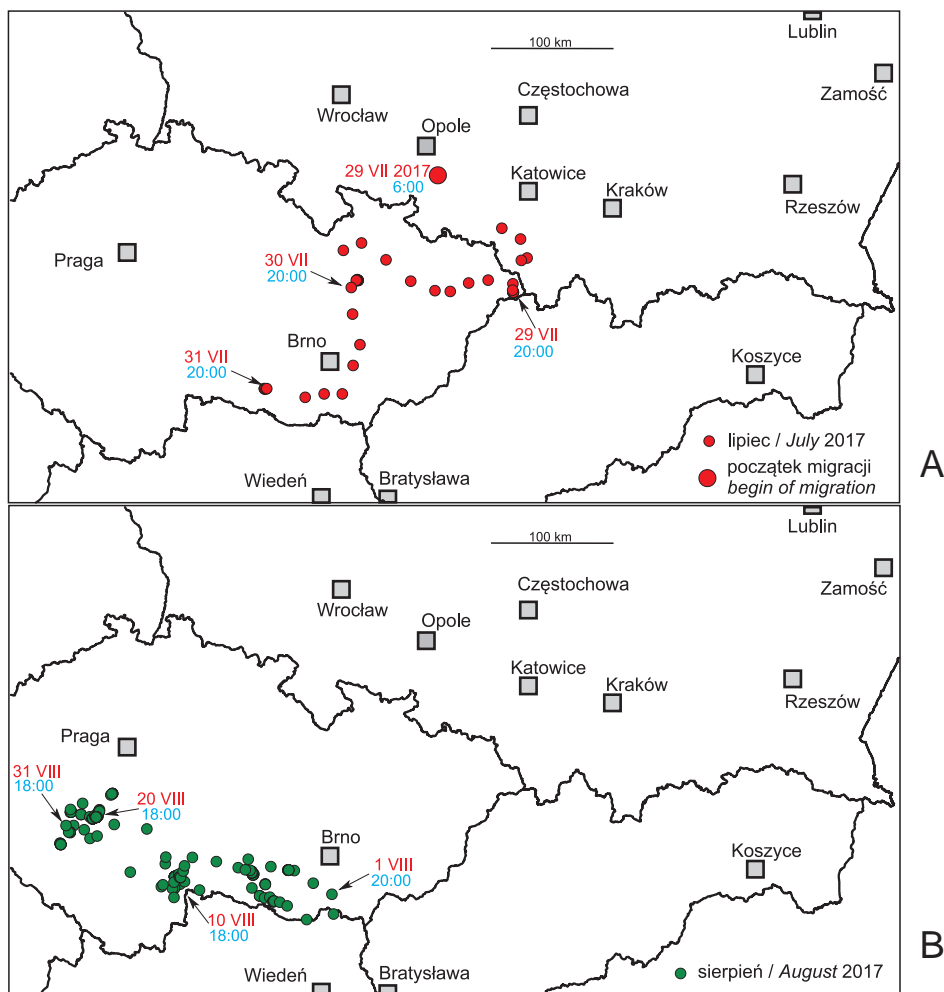 Lublin
100 km
Zamość
Częstochowa
Wrocław
Opole
29 VII 2017
6:00
Katowice
Kraków
Rzeszów
Praga
30 VII
20:00
29 VII
20:00
Brno
31 VII
20:00
Koszyce
lipiec / July 2017
początek migracji
begin of migration
Wiedeń
Bratysława
A
Lublin
100 km
Zamość
Częstochowa
Wrocław
Opole
Katowice
Kraków
Rzeszów
Praga
31 VIII
18:00
20 VIII
18:00
Brno
1 VIII
20:00
Koszyce
10 VIII
18:00
B
Wiedeń
Bratysława
sierpień / August 2017